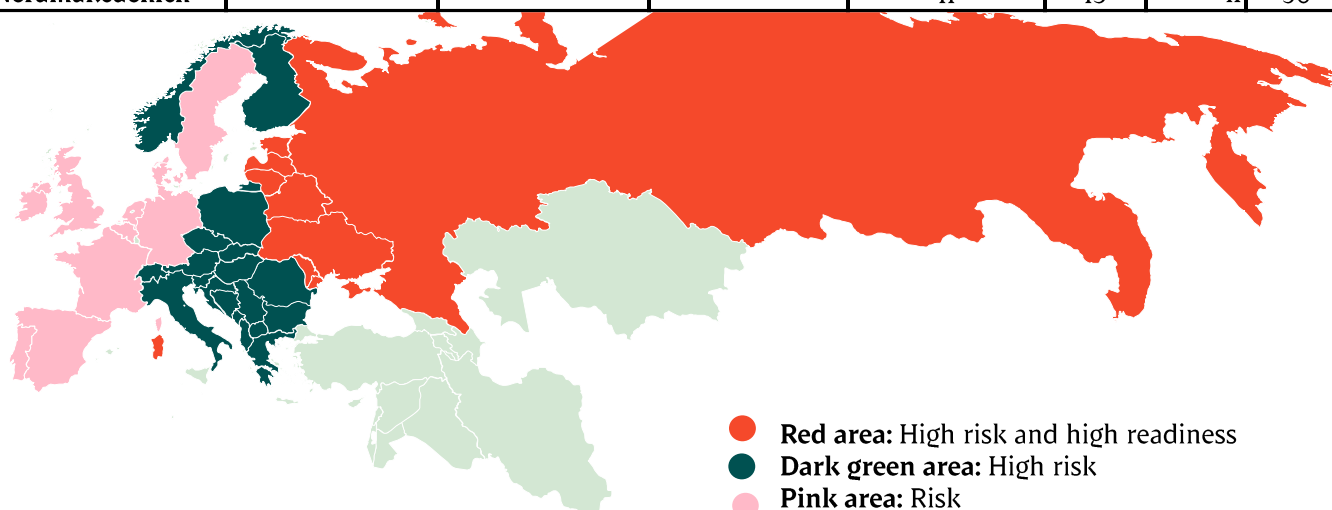 Red area: High risk and high readiness
Dark green area: High risk
Pink area: Risk